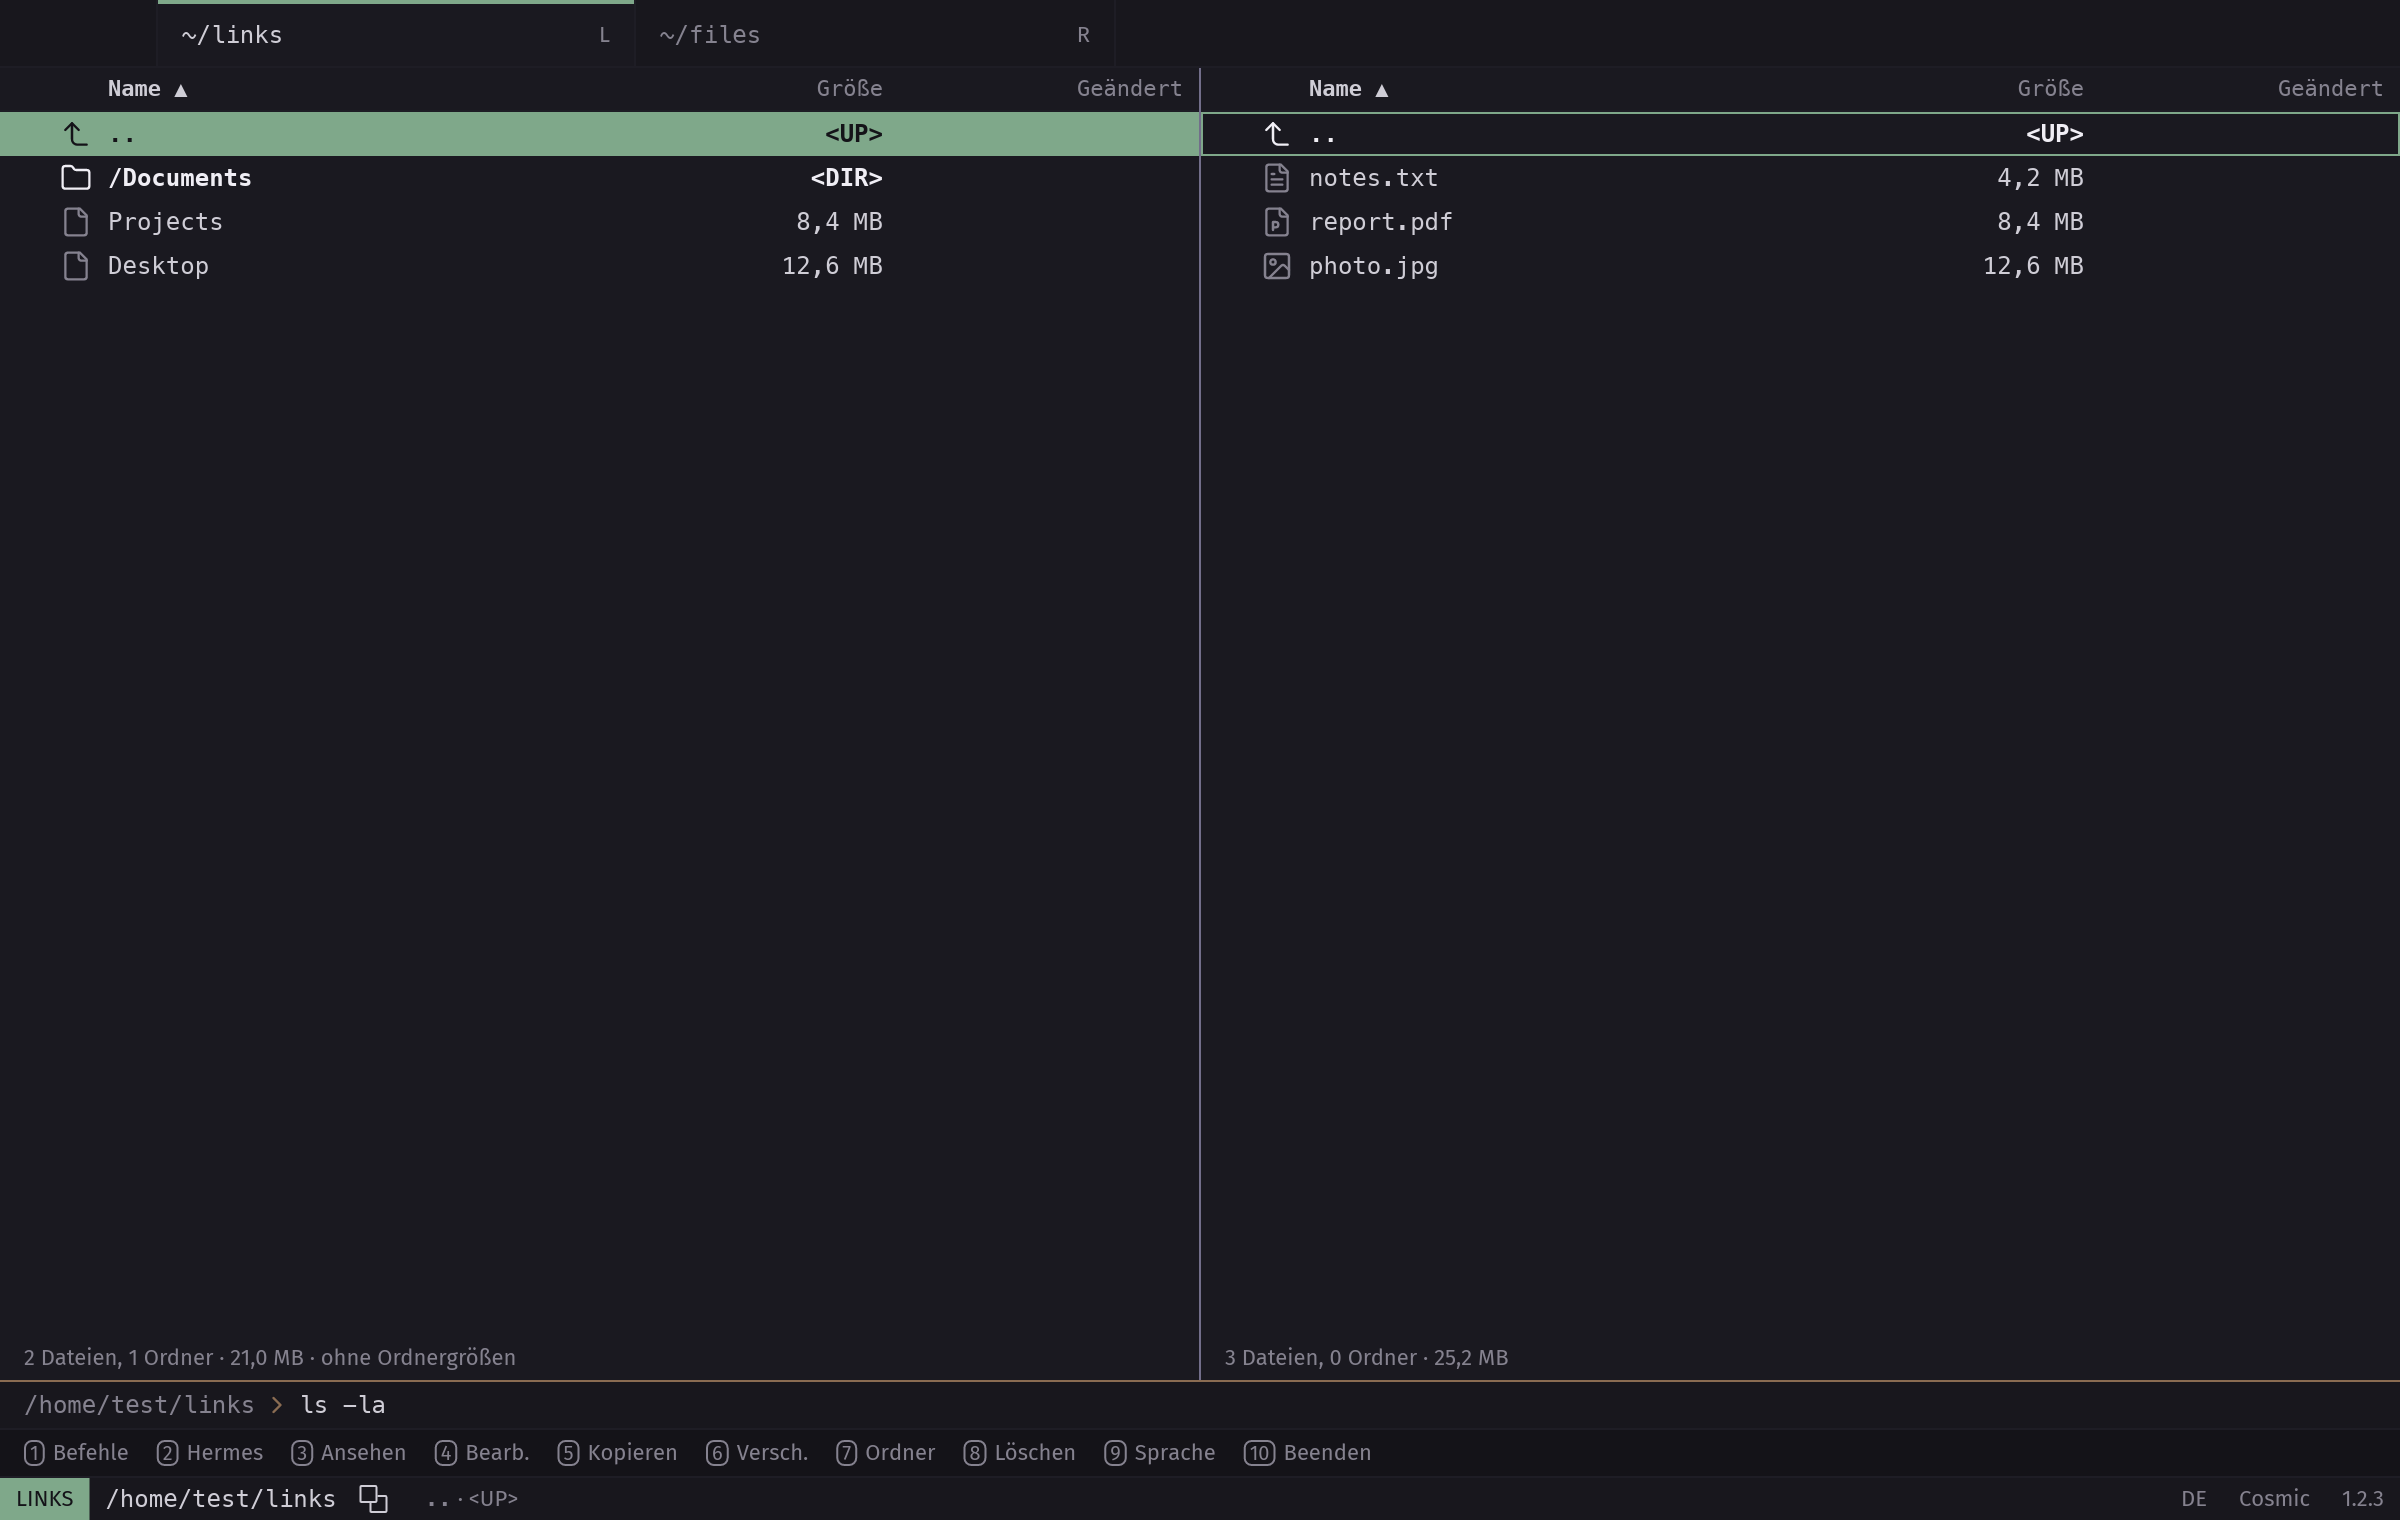 ~/links L ~/files R
Name ▲ Größe Geändert
.. <UP>
/Documents <DIR>
Projects 8,4 MB
Desktop 12,6 MB
2 Dateien, 1 Ordner · 21,0 MB · ohne Ordnergrößen
Name ▲ Größe Geändert
.. <UP>
notes.txt 4,2 MB
report.pdf 8,4 MB
photo.jpg 12,6 MB
3 Dateien, 0 Ordner · 25,2 MB
/home/test/links > ls -la
1 Befehle 2 Hermes 3 Ansehen 4 Bearb. 5 Kopieren 6 Versch. 7 Ordner 8 Löschen 9 Sprache 10 Beenden
LINKS /home/test/links .. · <UP> DE Cosmic 1.2.3